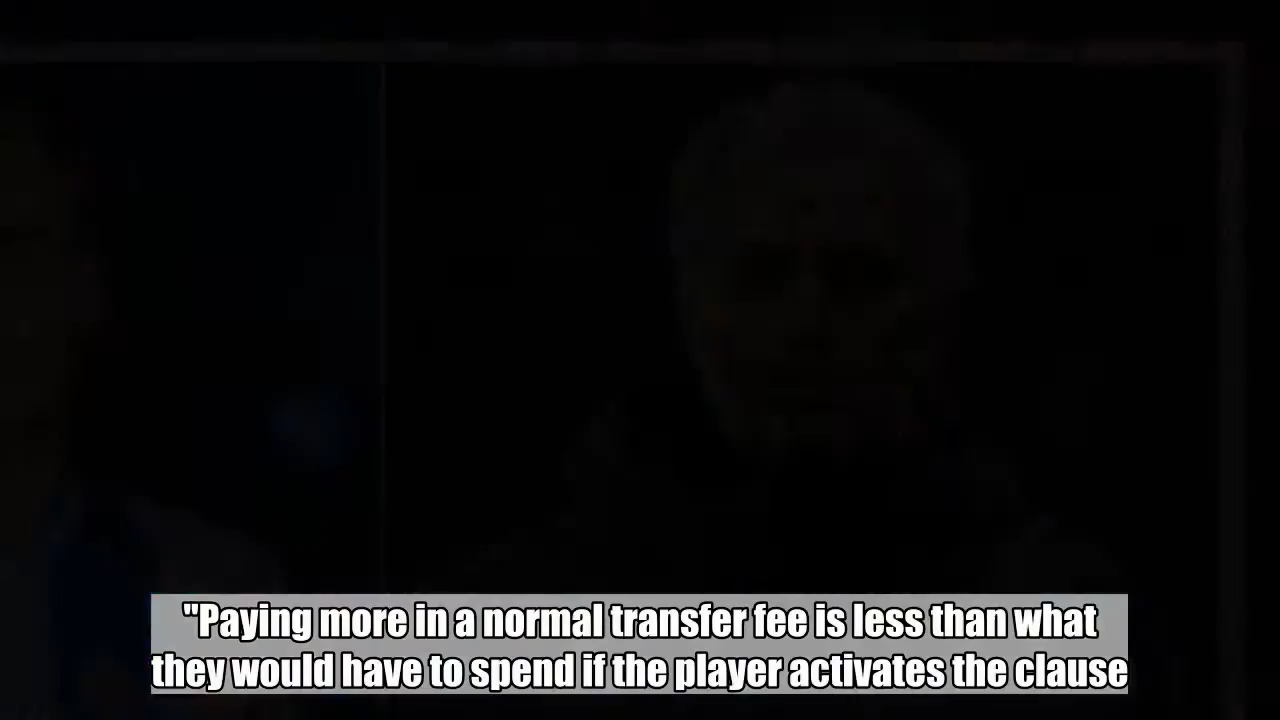 "Paying more in a normal transfer fee is less than what
they would have to spend if the player activates the clause